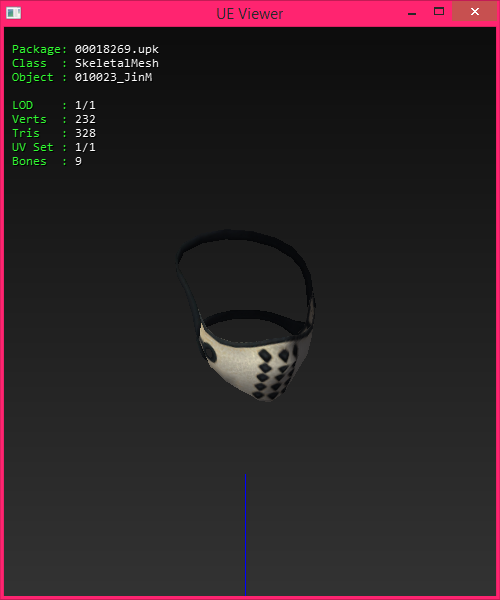 UE Viewer
Package: 00018269.upk
Class : SkeletalMesh
Object : 010023_JinM
LOD : 1/1
Verts : 232
Tris : 328
UV Set : 1/1
Bones : 9